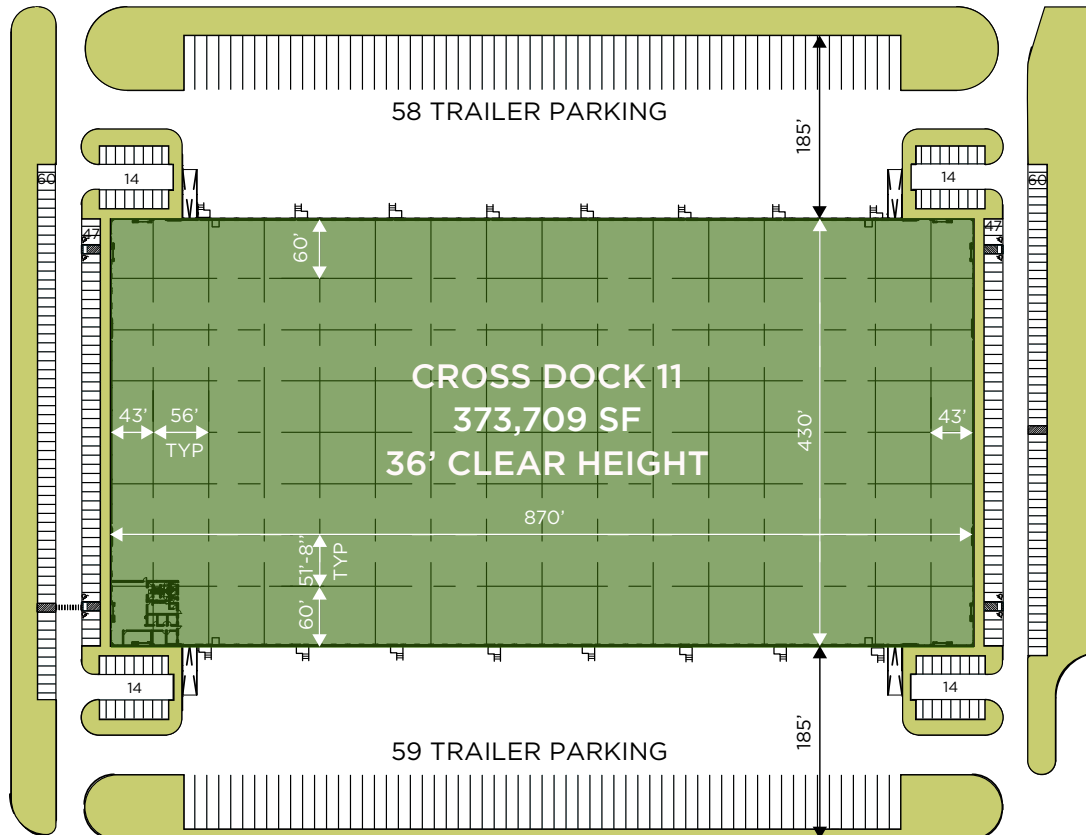 58 TRAILER PARKING
185’
60
14
14
60
47
47
60’
CROSS DOCK 11
373,709 SF
36’ CLEAR HEIGHT
43’
56’
TYP
430’
43’
870’
51’-8”
TYP
60’
14
14
59 TRAILER PARKING
185’